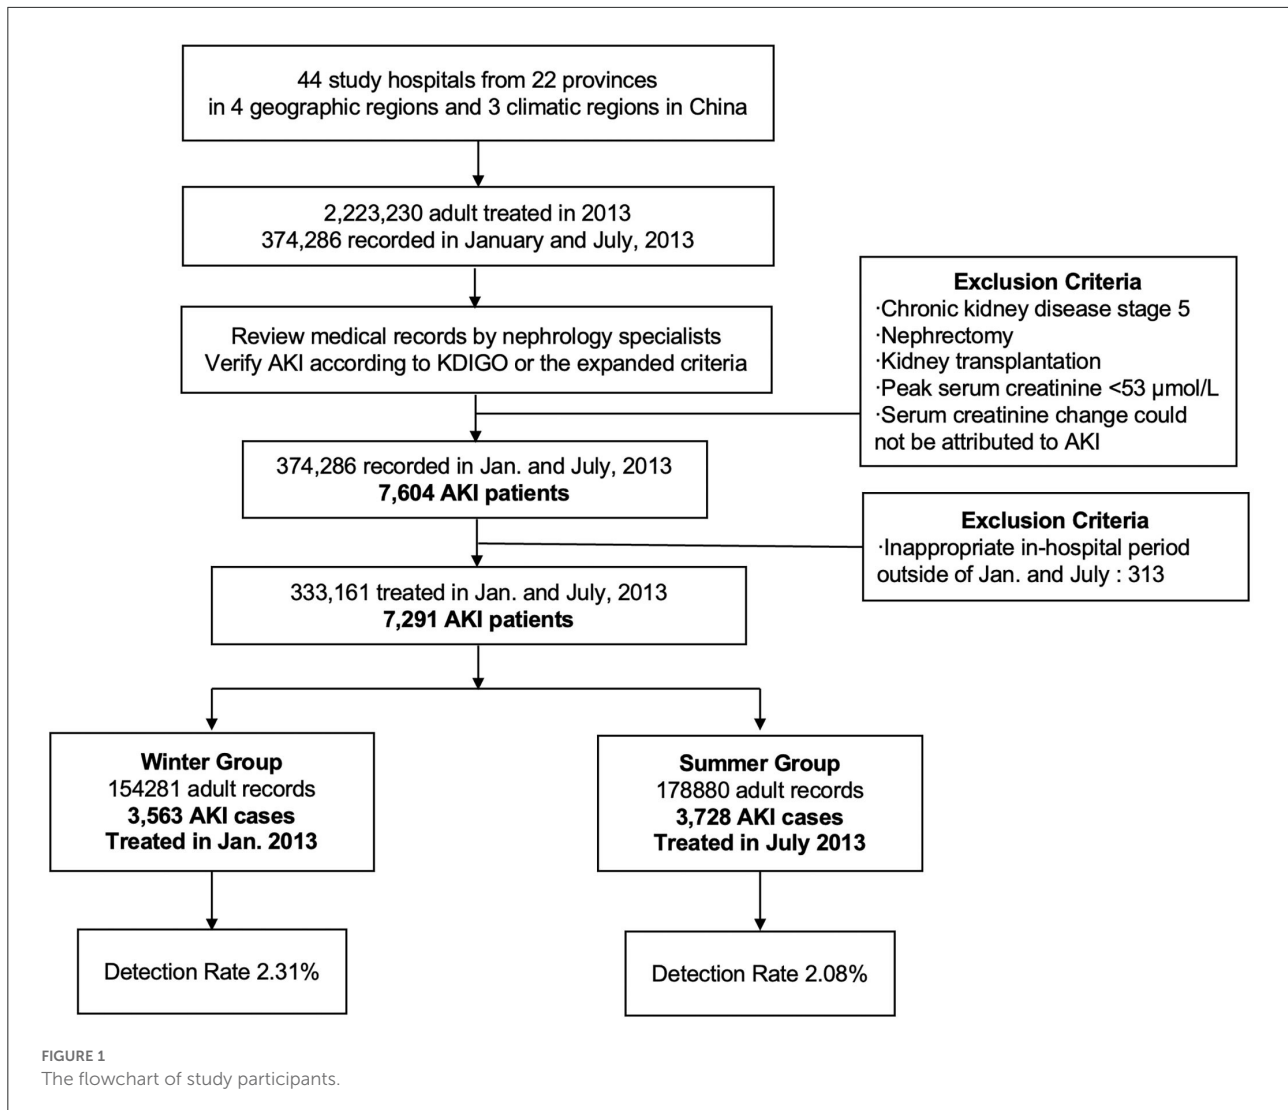 44 study hospitals from 22 provinces
in 4 geographic regions and 3 climatic regions in China
2,223,230 adult treated in 2013
374,286 recorded in January and July, 2013
Review medical records by nephrology specialists
Verify AKI according to KDIGO or the expanded criteria
Exclusion Criteria
·Chronic kidney disease stage 5
·Nephrectomy
·Kidney transplantation
·Peak serum creatinine <53 μmol/L
·Serum creatinine change could
not be attributed to AKI
374,286 recorded in Jan. and July, 2013
7,604 AKI patients
Exclusion Criteria
·Inappropriate in-hospital period
outside of Jan. and July : 313
333,161 treated in Jan. and July, 2013
7,291 AKI patients
Winter Group
154281 adult records
3,563 AKI cases
Treated in Jan. 2013
Summer Group
178880 adult records
3,728 AKI cases
Treated in July 2013
Detection Rate 2.31%
Detection Rate 2.08%
FIGURE 1
The flowchart of study participants.